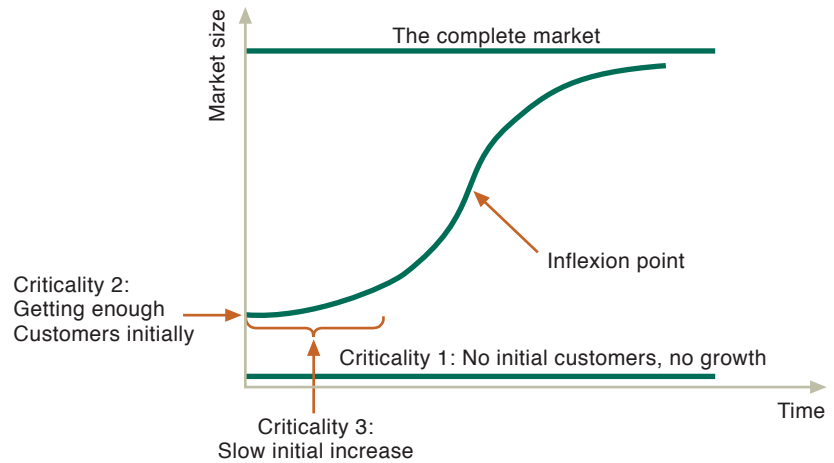 Market size
The complete market
Inflexion point
Criticality 2:
Getting enough
Customers initially
Criticality 1: No initial customers, no growth
Time
Criticality 3:
Slow initial increase